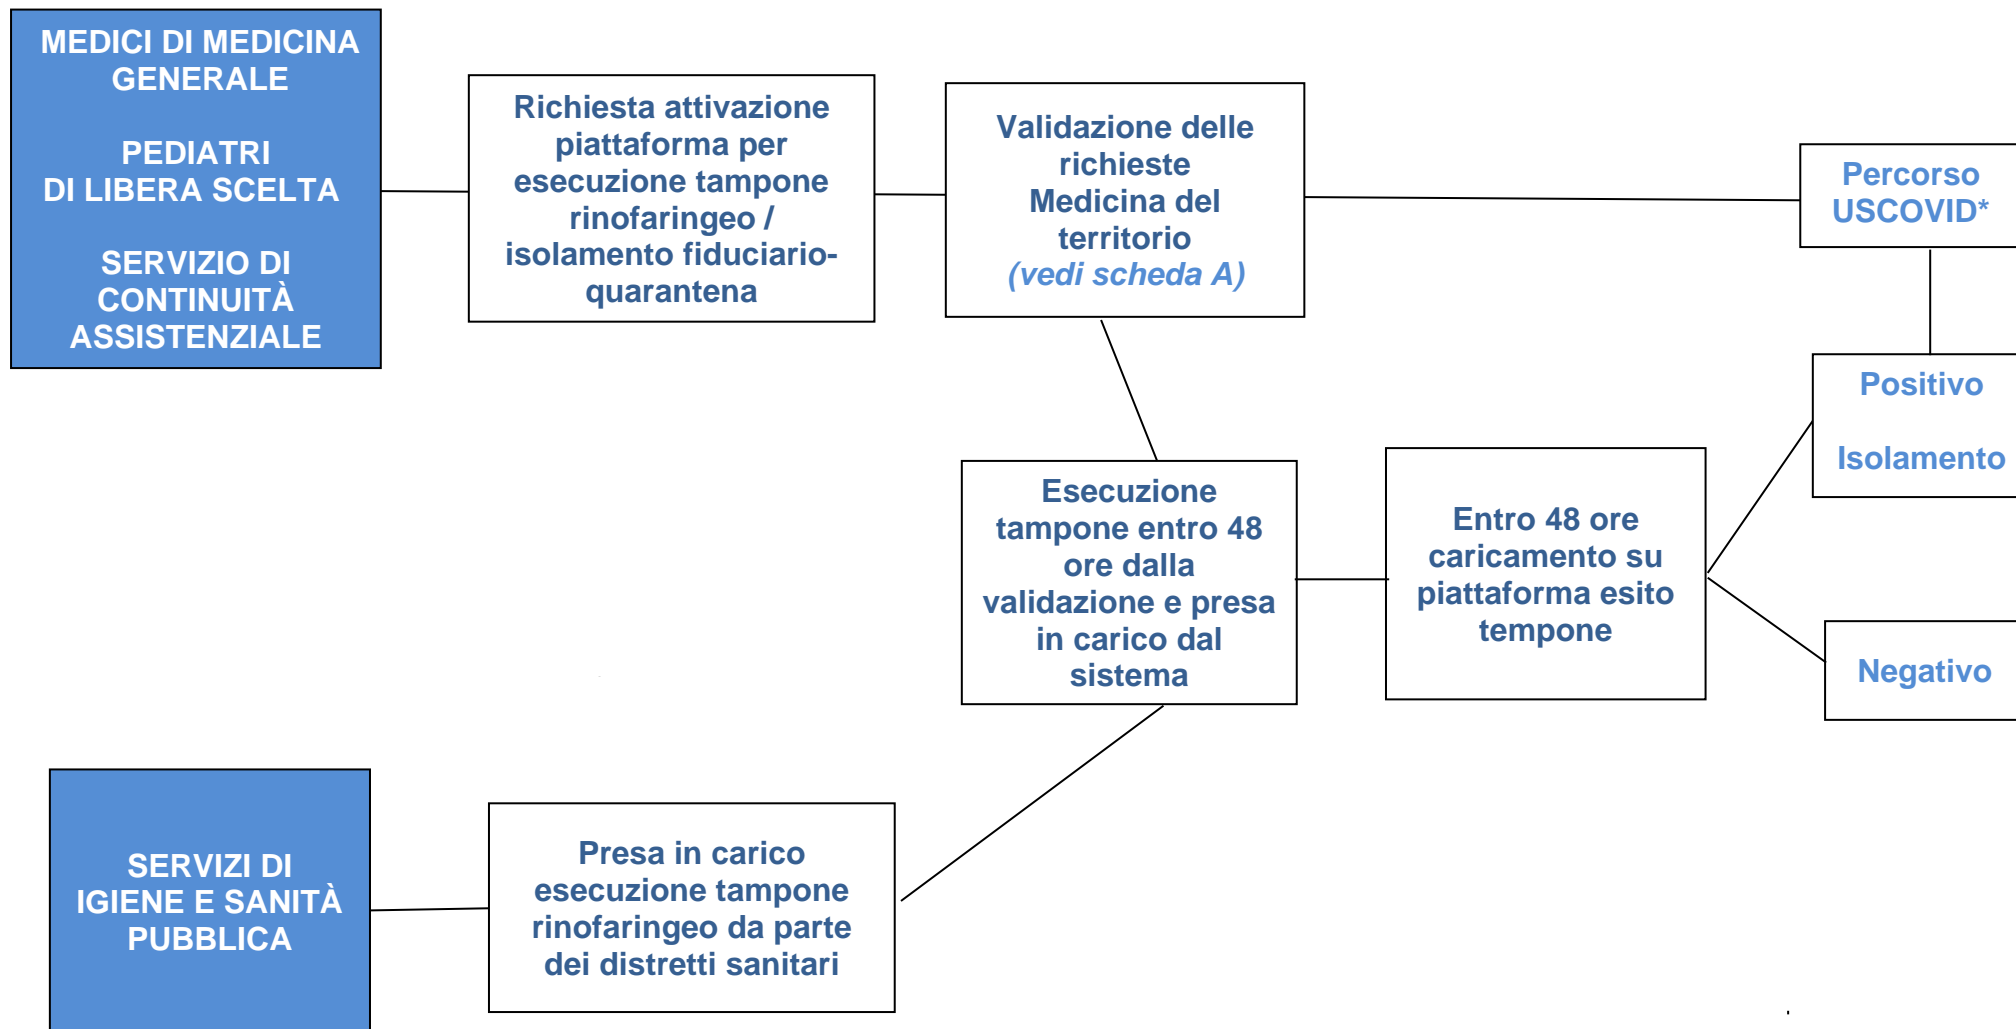 MEDICI DI MEDICINA
GENERALE
PEDIATRI
DI LIBERA SCELTA
SERVIZIO DI
CONTINUITÀ
ASSISTENZIALE
Richiesta attivazione
piattaforma per
esecuzione tampone
rinofaringeo /
isolamento fiduciario-
quarantena
Validazione delle
richieste
Medicina del
territorio
(vedi scheda A)
Percorso
USCOVID*
Positivo
Isolamento
Esecuzione
tampone entro 48
ore dalla
validazione e presa
in carico dal
sistema
Entro 48 ore
caricamento su
piattaforma esito
tempone
Negativo
SERVIZI DI
IGIENE E SANITÀ
PUBBLICA
Presa in carico
esecuzione tampone
rinofaringeo da parte
dei distretti sanitari